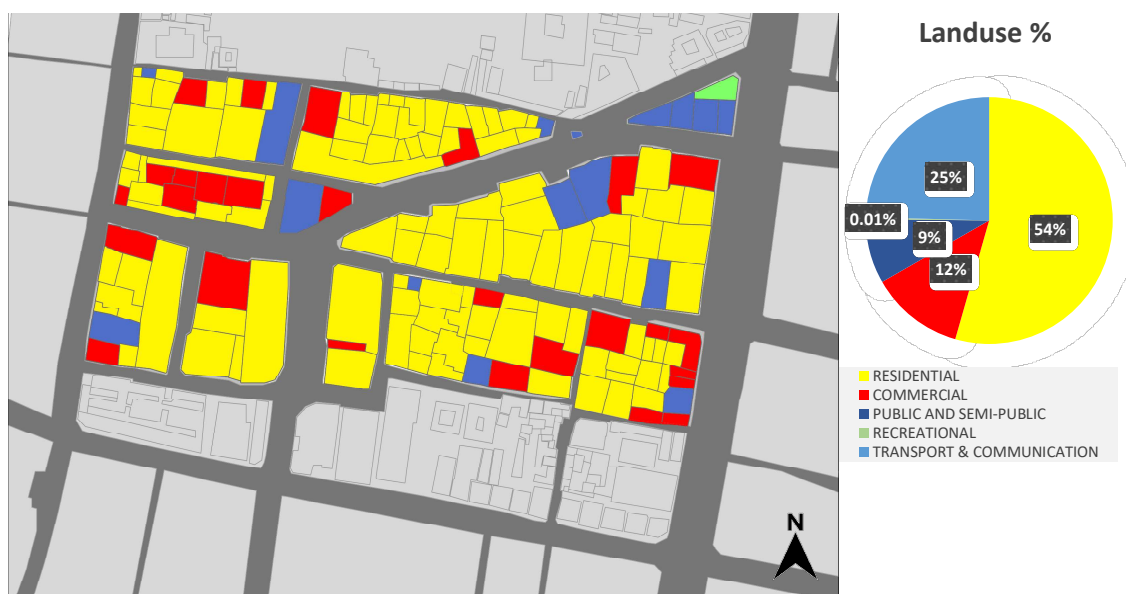 Landuse %
25%
0.01%
9%
54%
12%
RESIDENTIAL
COMMERCIAL
PUBLIC AND SEMI-PUBLIC
RECREATIONAL
TRANSPORT & COMMUNICATION
N